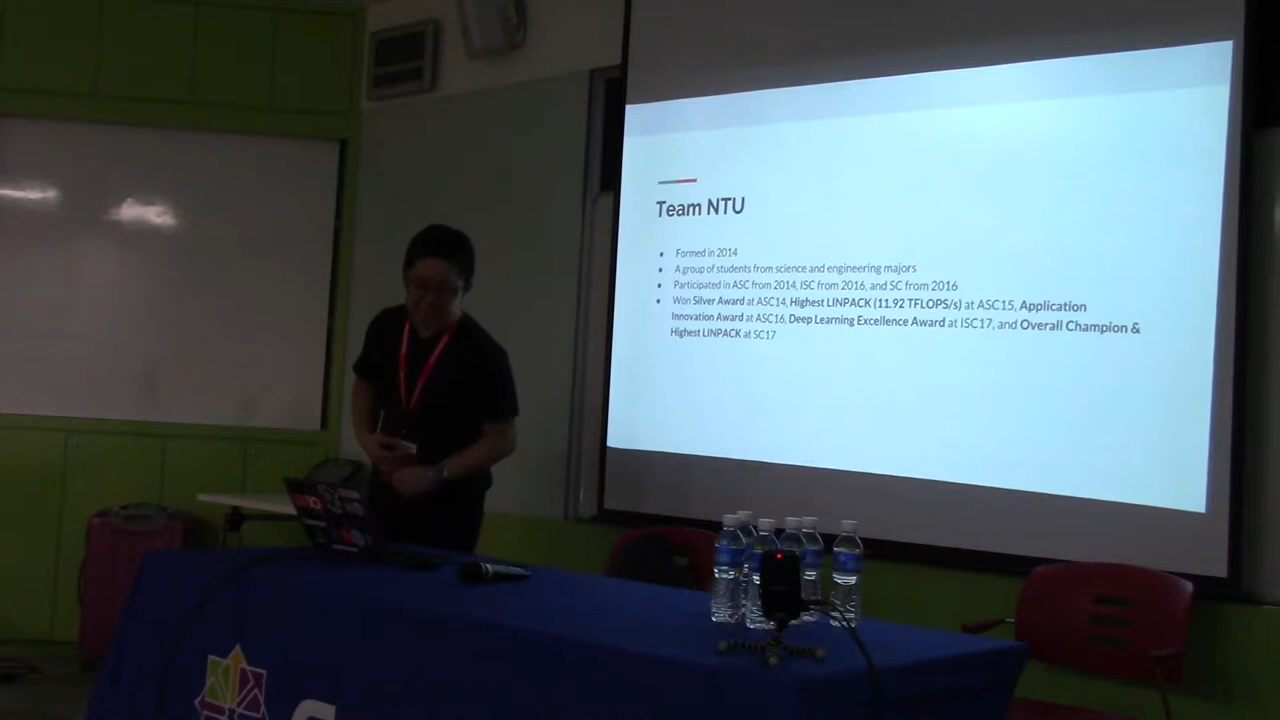 Team NTU
● Formed in 2014
● A group of students from science and engineering majors
● Participated in ASC from 2014, ISC from 2016, and SC from 2016
● Won Silver Award at ASC14, Highest LINPACK (11.92 TFLOPS/s) at ASC15, Application
Innovation Award at ASC16, Deep Learning Excellence Award at ISC17, and Overall Champion &
Highest LINPACK at SC17